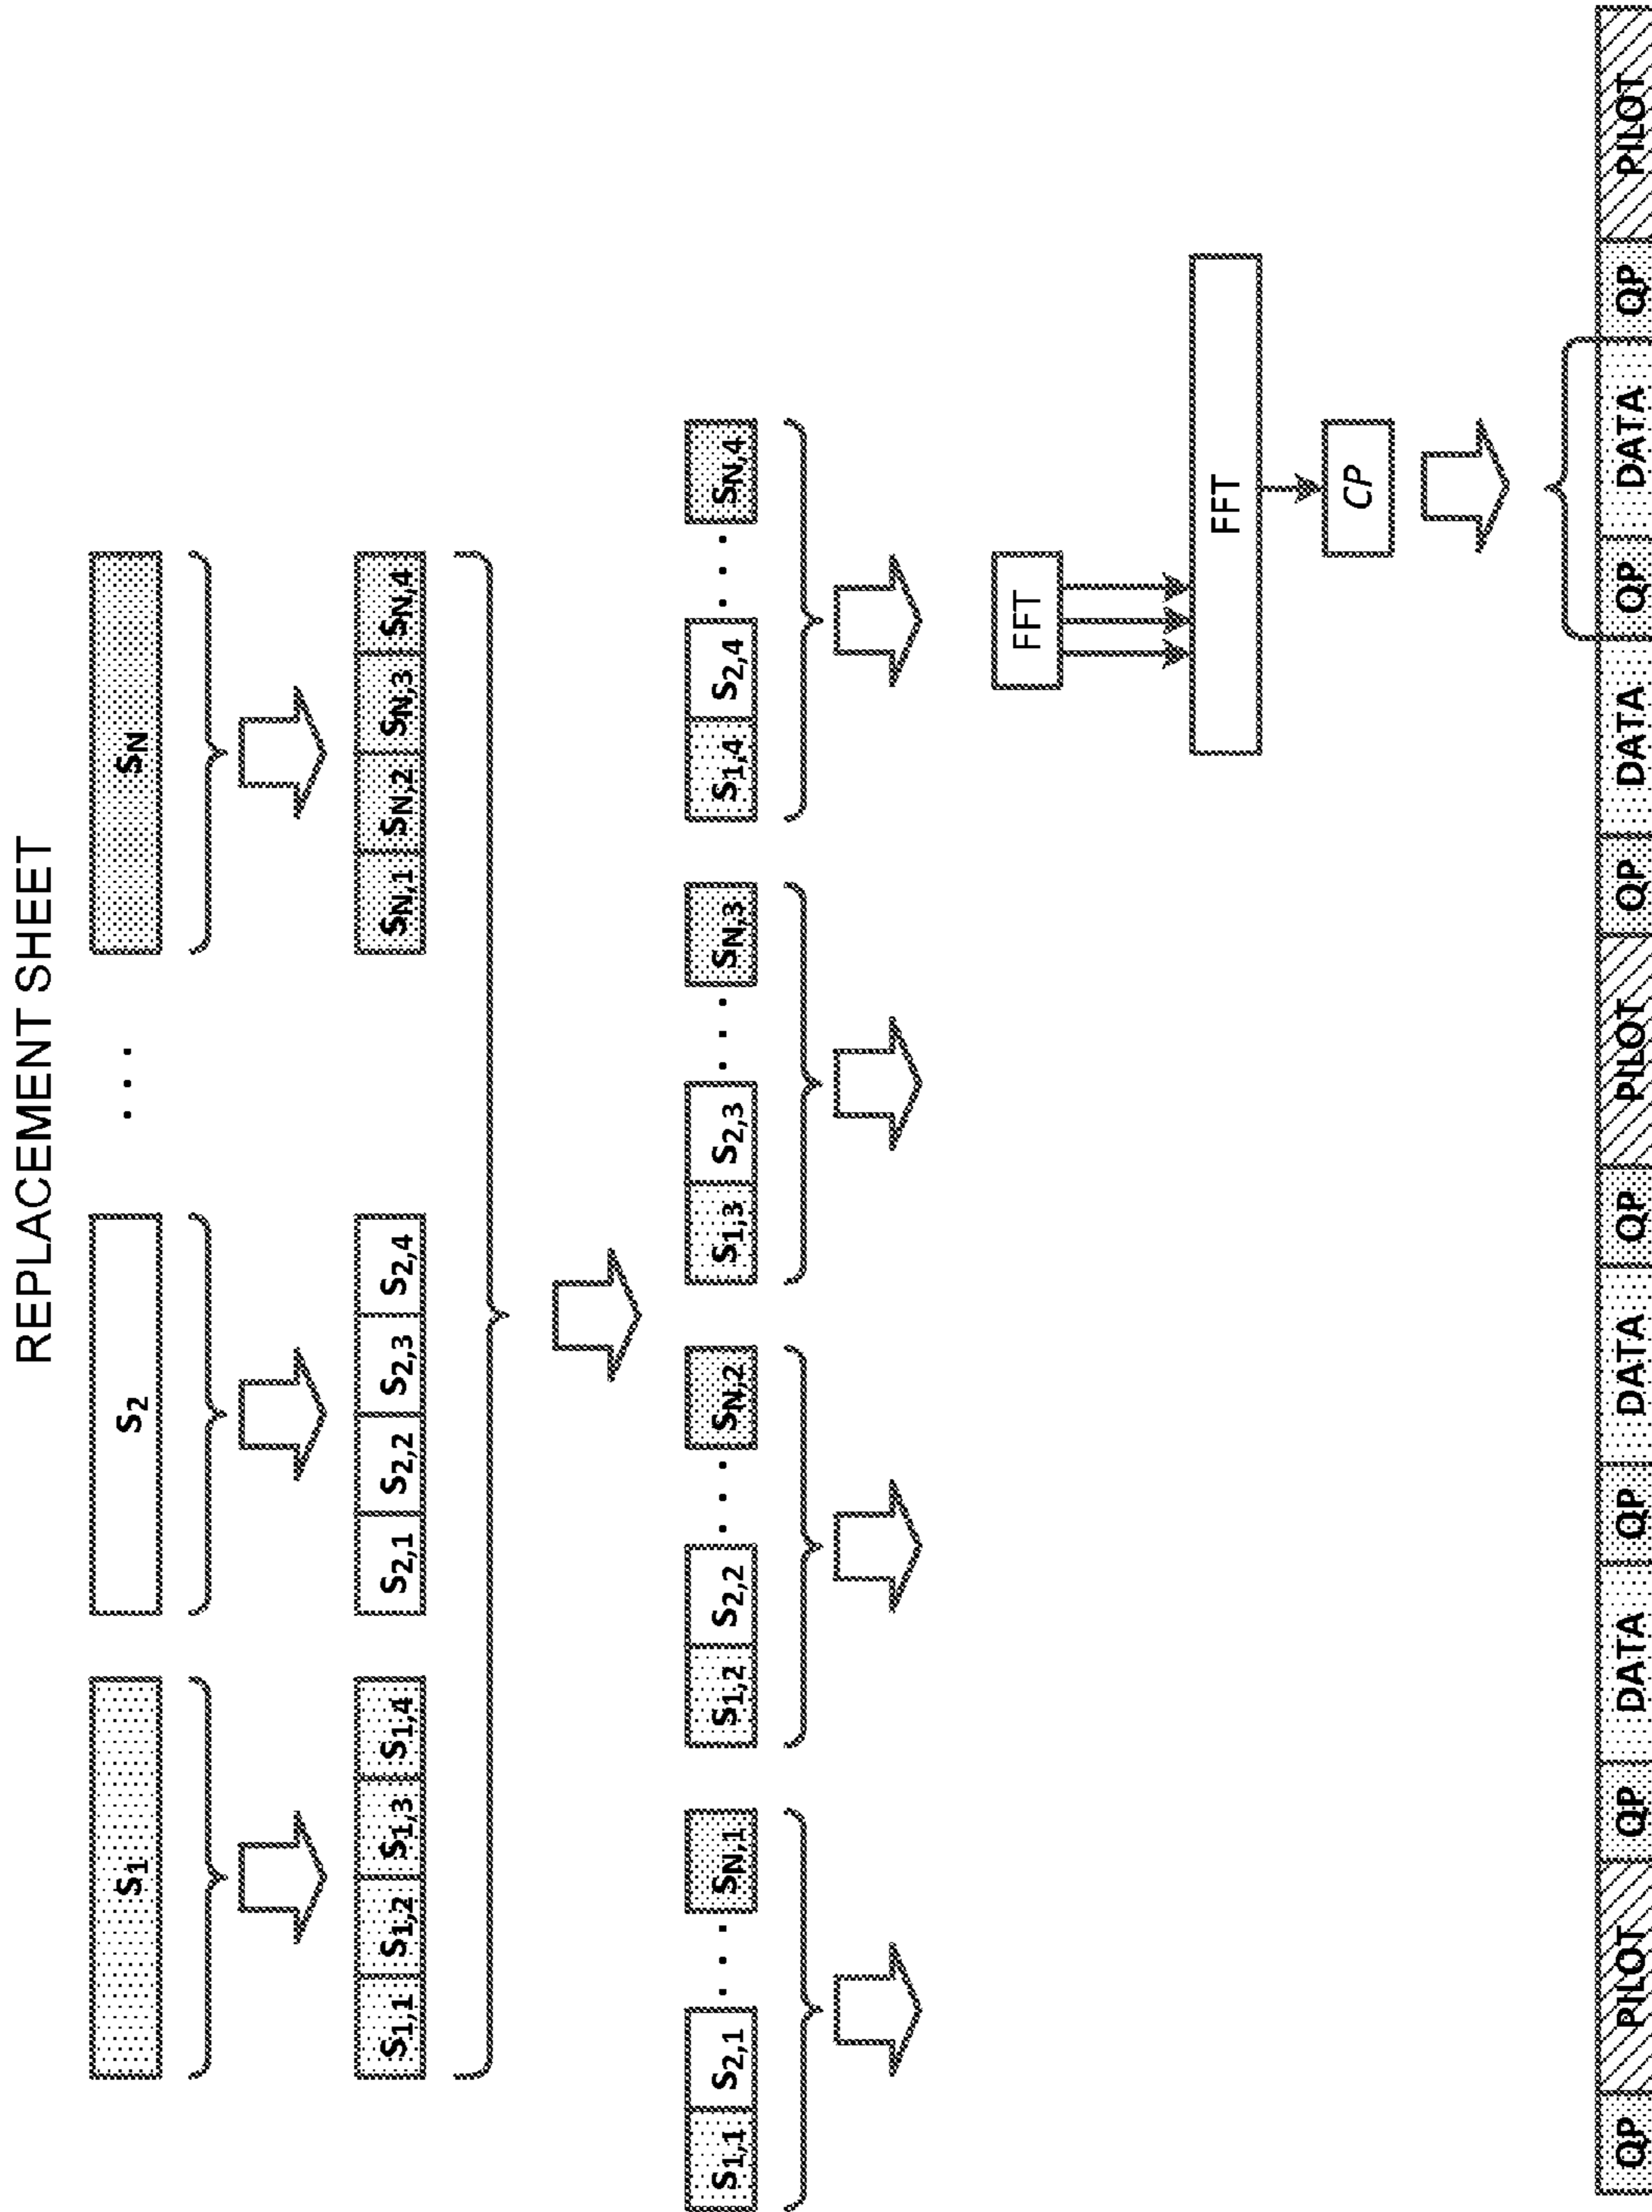 REPLACEMENT SHEET
S1 S2 . . . SN
S1,1 S1,2 S1,3 S1,4 S2,1 S2,2 S2,3 S2,4 SN,1 SN,2 SN,3 SN,4
S1,1 S2,1 . . . SN,1 S1,2 S2,2 . . . SN,2 S1,3 S2,3 . . . SN,3 S1,4 S2,4 . . . SN,4
FFT
FFT
CP
QP PILOT QP DATA QP DATA QP PILOT QP DATA QP DATA QP PILOT